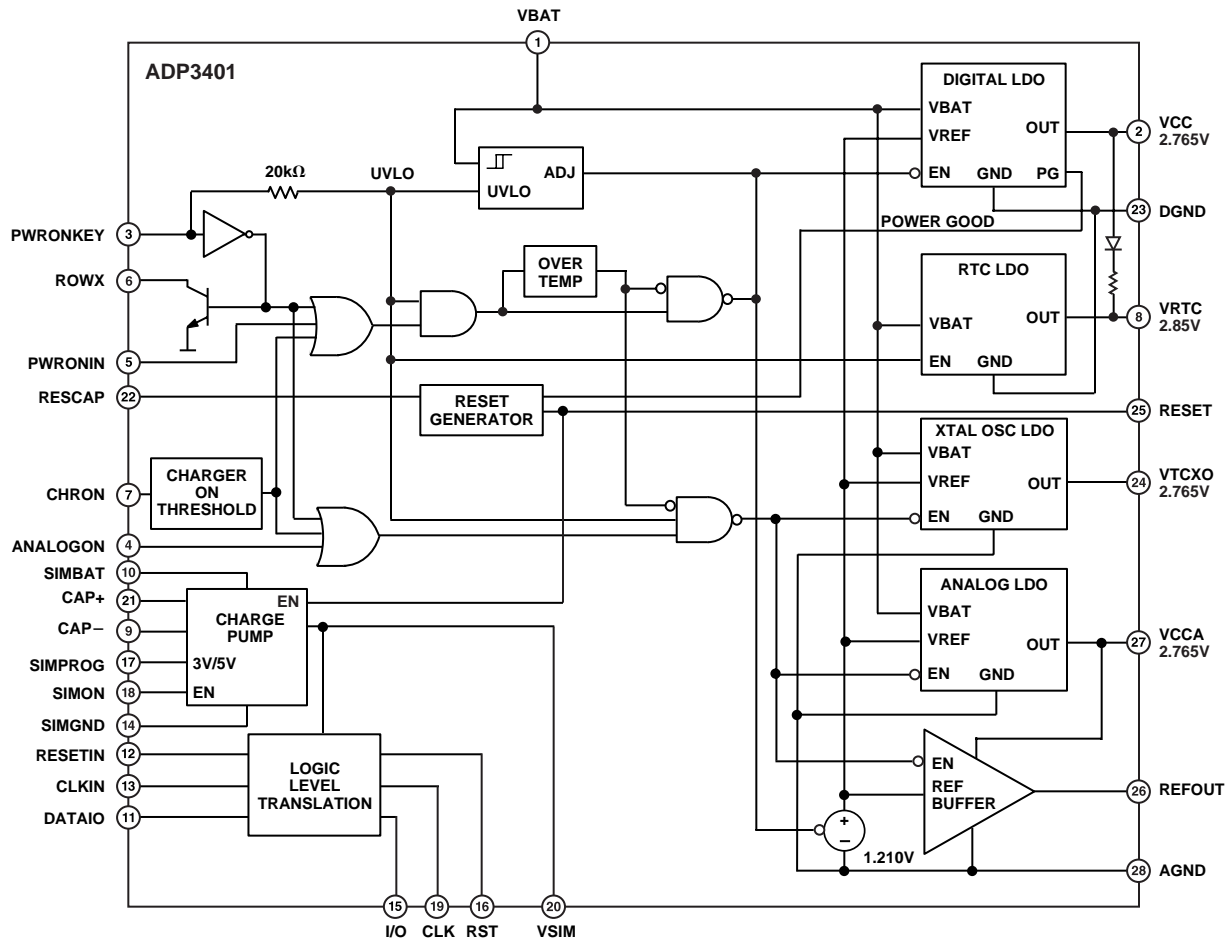 VBAT
1
ADP3401
DIGITAL LDO
VBAT
VREF
OUT
EN
GND
PG
2
VCC
2.765V
20kΩ
UVLO
UVLO
ADJ
POWER GOOD
23
DGND
PWRONKEY
3
ROWX
6
OVER
TEMP
RTC LDO
VBAT
OUT
EN
GND
8
VRTC
2.85V
PWRONIN
5
RESCAP
22
RESET
GENERATOR
25
RESET
XTAL OSC LDO
VBAT
VREF
OUT
EN
GND
24
VTCXO
2.765V
CHRON
7
CHARGER
ON
THRESHOLD
ANALOGON
4
SIMBAT
10
CAP+
21
CAP−
9
SIMPROG
17
SIMON
18
SIMGND
14
EN
CHARGE
PUMP
3V/5V
EN
ANALOG LDO
VBAT
VREF
OUT
EN
GND
27
VCCA
2.765V
RESETIN
12
CLKIN
13
DATAIO
11
LOGIC
LEVEL
TRANSLATION
EN
REF
BUFFER
26
REFOUT
+
−
1.210V
28
AGND
15
19
16
20
I/O
CLK
RST
VSIM